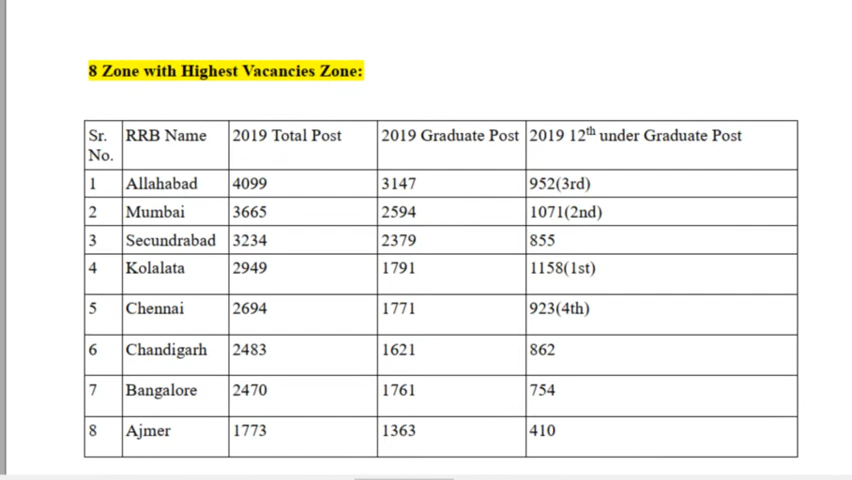 8 Zone with Highest Vacancies Zone:
Sr. No. RRB Name 2019 Total Post 2019 Graduate Post 2019 12th under Graduate Post
1 Allahabad 4099 3147 952(3rd)
2 Mumbai 3665 2594 1071(2nd)
3 Secundrabad 3234 2379 855
4 Kolalata 2949 1791 1158(1st)
5 Chennai 2694 1771 923(4th)
6 Chandigarh 2483 1621 862
7 Bangalore 2470 1761 754
8 Ajmer 1773 1363 410